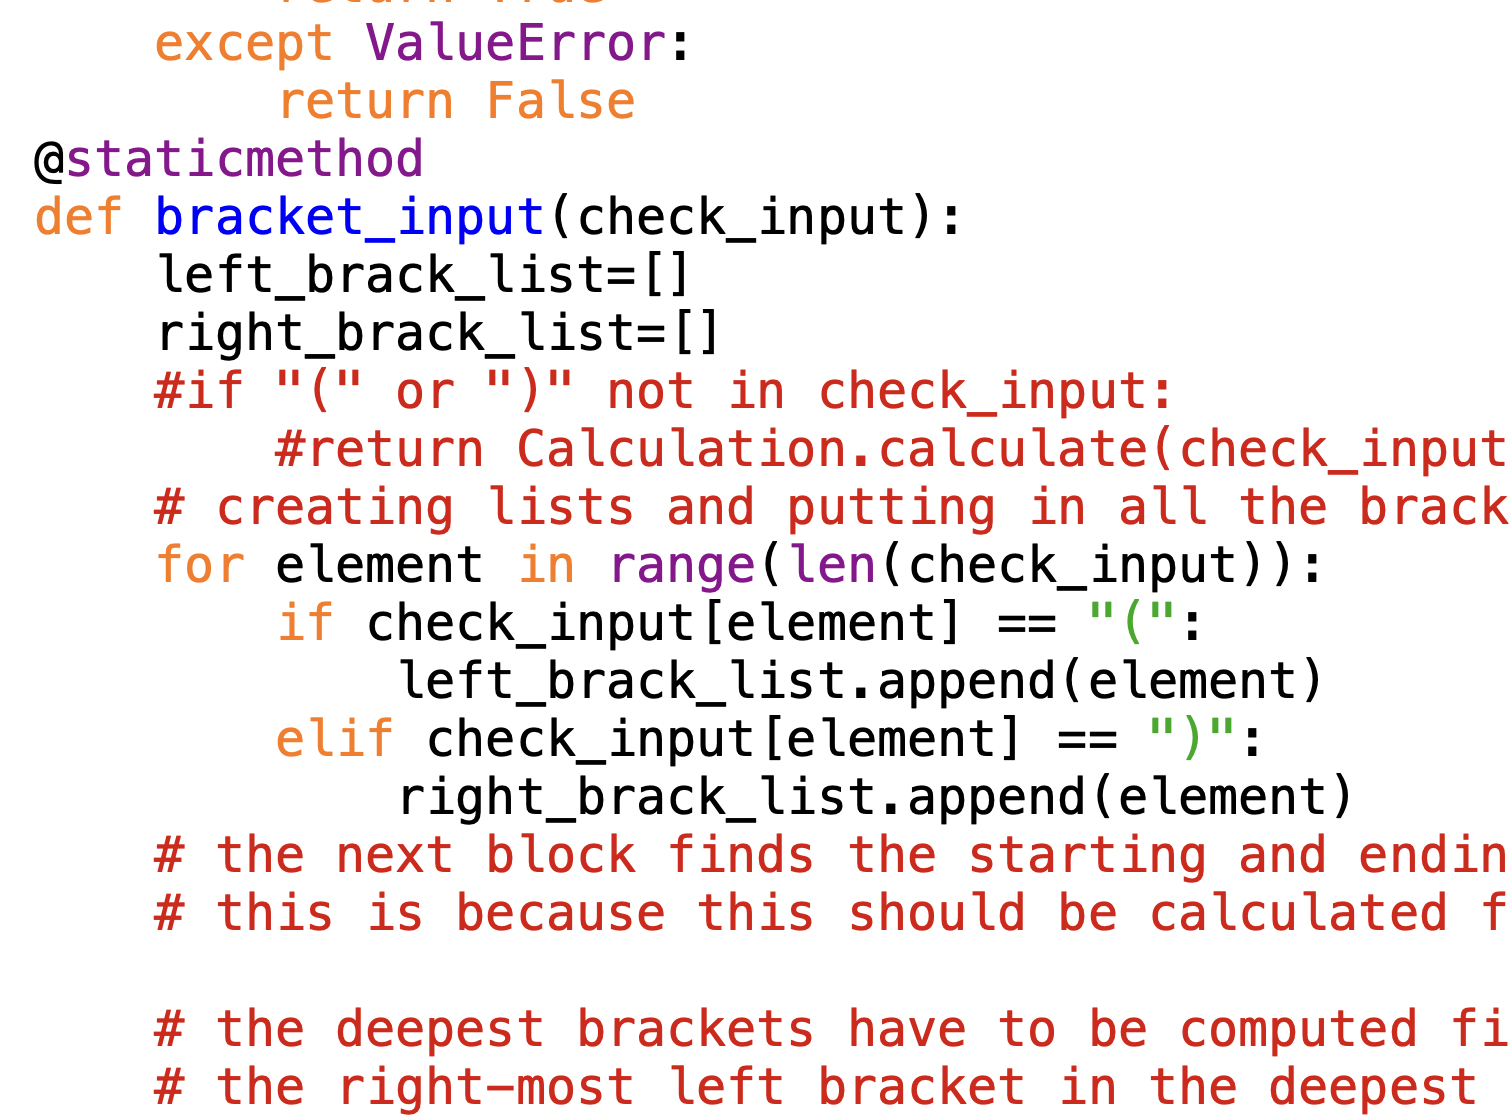 return True
    except ValueError:
        return False
@staticmethod
def bracket_input(check_input):
    left_brack_list=[]
    right_brack_list=[]
    #if "(" or ")" not in check_input:
        #return Calculation.calculate(check_input
    # creating lists and putting in all the brack
    for element in range(len(check_input)):
        if check_input[element] == "(":
            left_brack_list.append(element)
        elif check_input[element] == ")":
            right_brack_list.append(element)
    # the next block finds the starting and endin
    # this is because this should be calculated f

    # the deepest brackets have to be computed fi
    # the right-most left bracket in the deepest